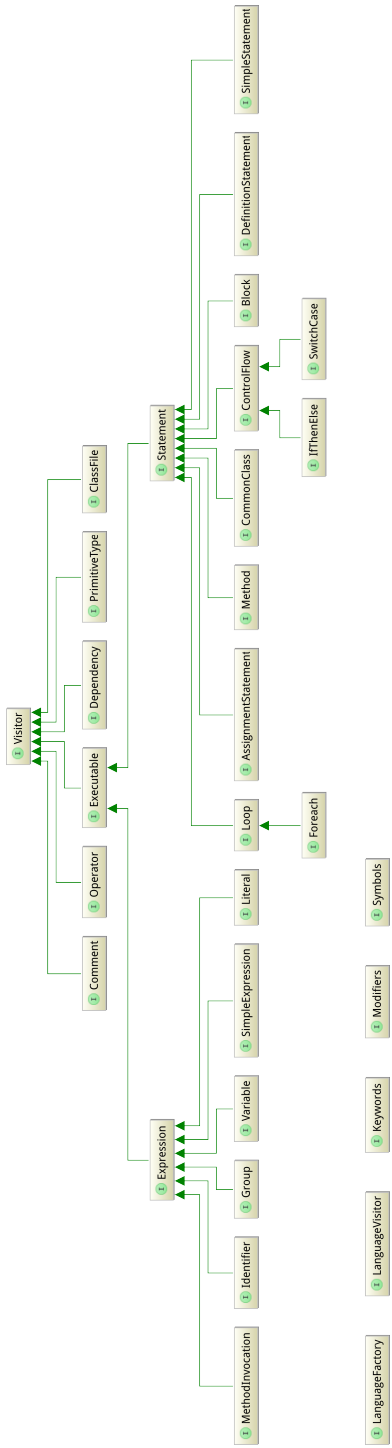 Visitor
Comment
Operator
Executable
Dependency
PrimitiveType
ClassFile
Expression
Statement
MethodInvocation
Identifier
Group
Variable
SimpleExpression
Literal
Loop
AssignmentStatement
Method
CommonClass
ControlFlow
Block
DefinitionStatement
SimpleStatement
Foreach
IfThenElse
SwitchCase
LanguageFactory
LanguageVisitor
Keywords
Modifiers
Symbols